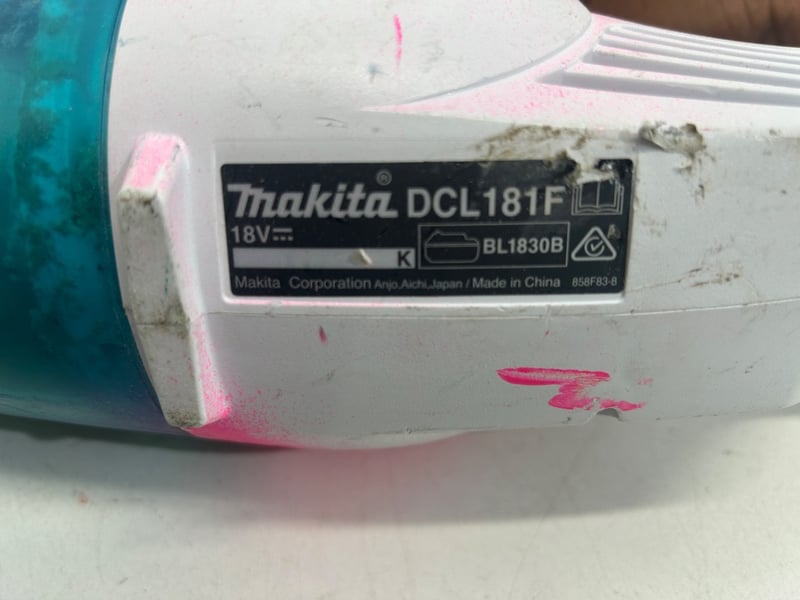 makita® DCL181F
18V
K
BL1830B
Makita Corporation Anjo,Aichi,Japan / Made in China 858F83-8